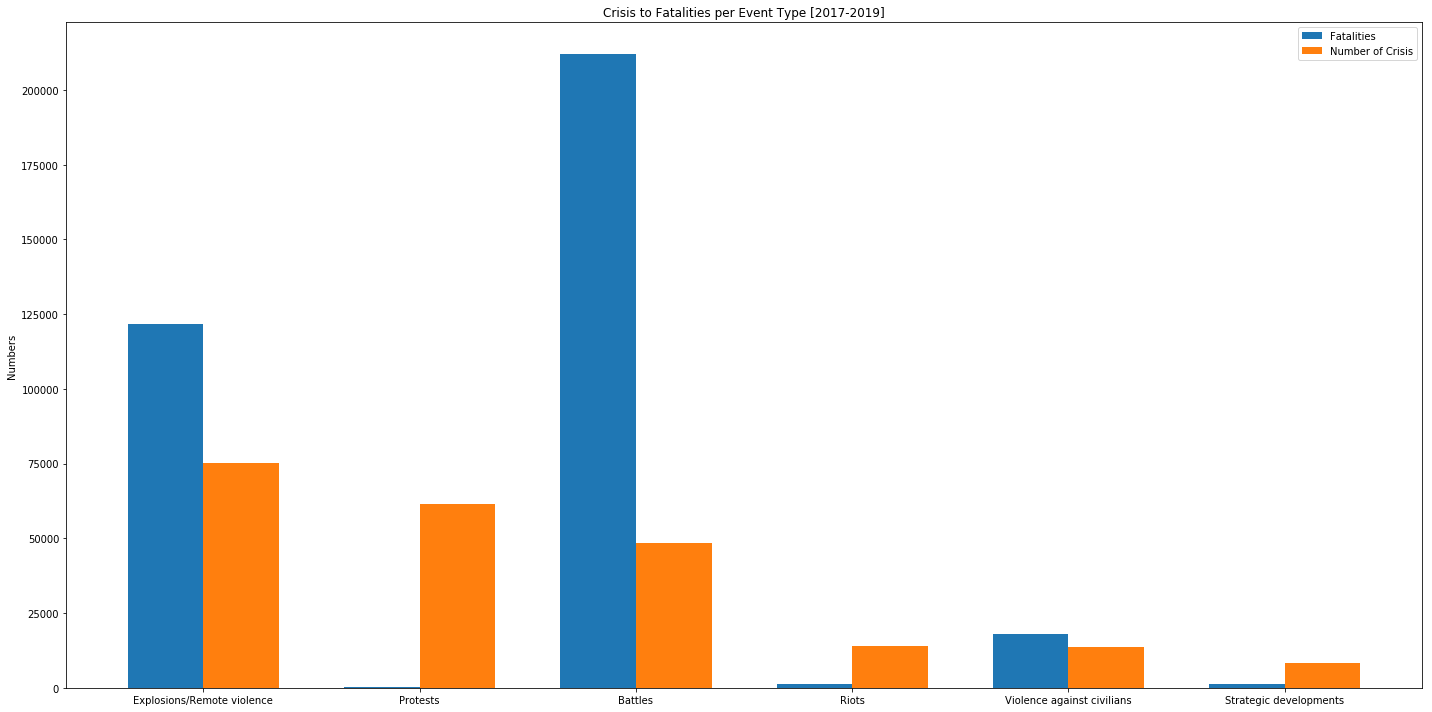 Crisis to Fatalities per Event Type [2017-2019]
Fatalities
Number of Crisis
200000
175000
150000
125000
100000
75000
50000
25000
0
Numbers
Explosions/Remote violence
Protests
Battles
Riots
Violence against civilians
Strategic developments